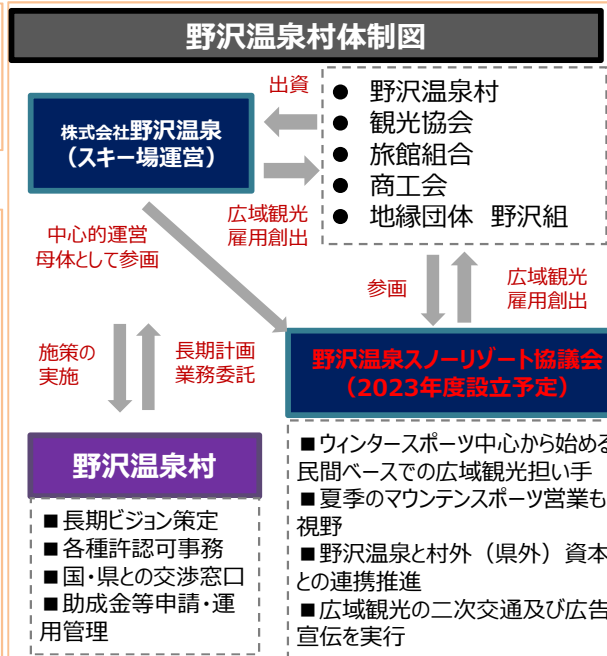 野沢温泉村体制図
出資
株式会社野沢温泉
（スキー場運営）
● 野沢温泉村
● 観光協会
● 旅館組合
● 商工会
● 地縁団体 野沢組
広域観光
雇用創出
中心的運営
母体として参画
参画
広域観光
雇用創出
施策の
実施
長期計画
業務委託
野沢温泉スノーリゾート協議会
（2023年度設立予定）
野沢温泉村
■長期ビジョン策定
■各種許認可事務
■国・県との交渉窓口
■助成金等申請・運
用管理
■ウィンタースポーツ中心から始める
民間ベースでの広域観光担い手
■夏季のマウンテンスポーツ営業も
視野
■野沢温泉と村外（県外）資本
との連携推進
■広域観光の二次交通及び広告
宣伝を実行